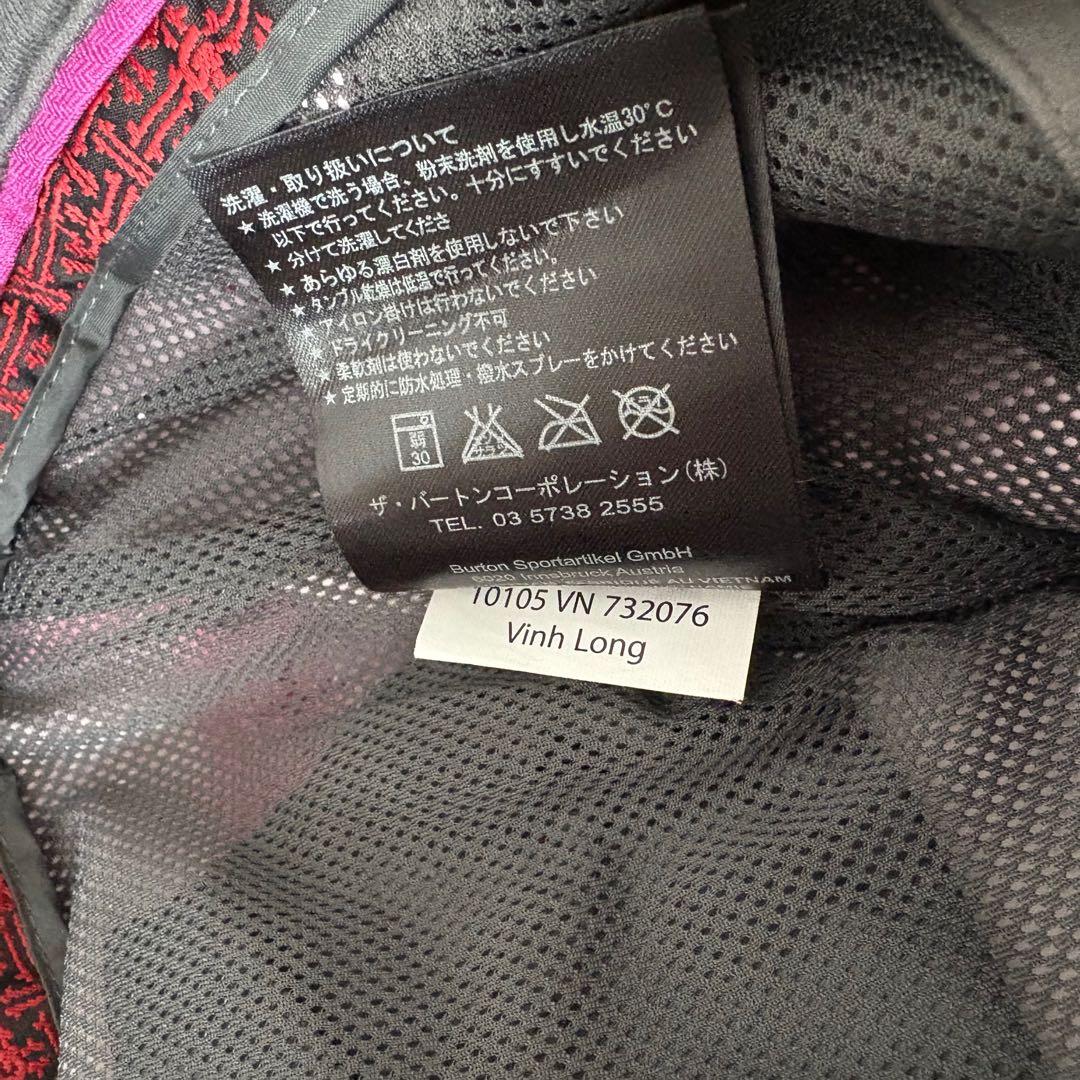 洗濯・取り扱いについて
★ 洗濯機で洗う場合、粉末洗剤を使用し水温30°C
以下で行ってください。十分にすすいでください
★ 分けて洗濯してくださ
★ あらゆる漂白剤を使用しないで下さい
★ タンブル乾燥は低温で行ってください。
★ アイロン掛けは行わないでください
★ ドライクリーニング不可
★ 柔軟剤は使わないでください
★ 定期的に防水処理・撥水スプレーをかけてください
弱
30
サラシ
ドライ
ザ・バートンコーポレーション(株)
TEL. 03 5738 2555
Burton Sportartikel GmbH
6020 Innsbruck Austria
AU VIETNAM
10105 VN 732076
Vinh Long